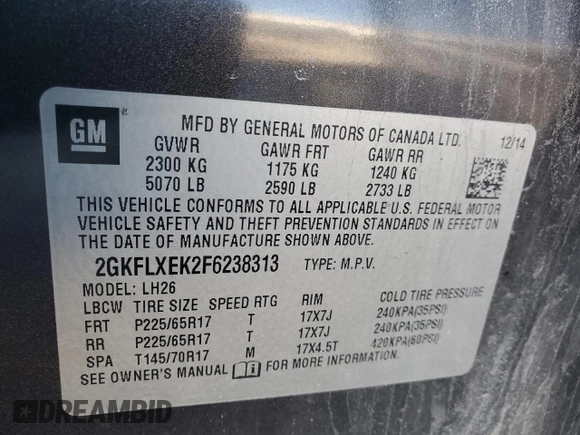 GM
MFD BY GENERAL MOTORS OF CANADA LTD.
12/14
GVWR GAWR FRT GAWR RR
2300 KG 1175 KG 1240 KG
5070 LB 2590 LB 2733 LB
THIS VEHICLE CONFORMS TO ALL APPLICABLE U.S. FEDERAL MOTOR
VEHICLE SAFETY AND THEFT PREVENTION STANDARDS IN EFFECT ON
THE DATE OF MANUFACTURE SHOWN ABOVE.
2GKFLXEK2F6238313 TYPE: M.P.V.
MODEL: LH26
LBCW TIRE SIZE SPEED RTG RIM COLD TIRE PRESSURE
FRT P225/65R17 T 17X7J 240KPA(35PSI)
RR P225/65R17 T 17X7J 240KPA(35PSI)
SPA T145/70R17 M 17X4.5T 420KPA(60PSI)
SEE OWNER'S MANUAL FOR MORE INFORMATION.
DREAMBID